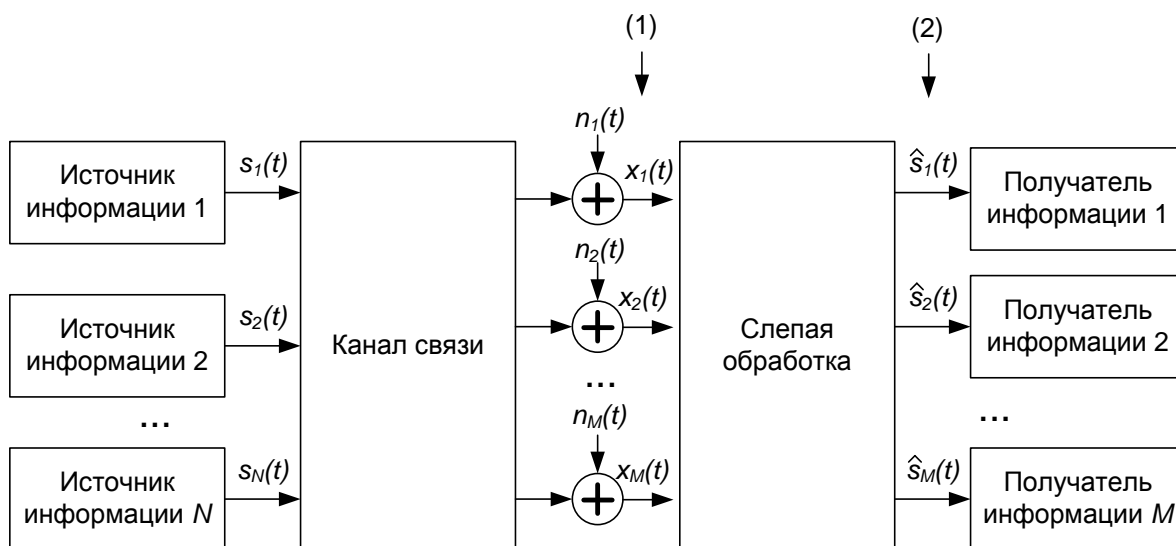 (1)
(2)
n₁(t)
Источник
информации 1
s₁(t)
x₁(t)
ŝ₁(t)
Получатель
информации 1
n₂(t)
Источник
информации 2
s₂(t)
Канал связи
x₂(t)
Слепая
обработка
ŝ₂(t)
Получатель
информации 2
...
...
...
n_M(t)
Источник
информации N
s_N(t)
x_M(t)
ŝ_M(t)
Получатель
информации M